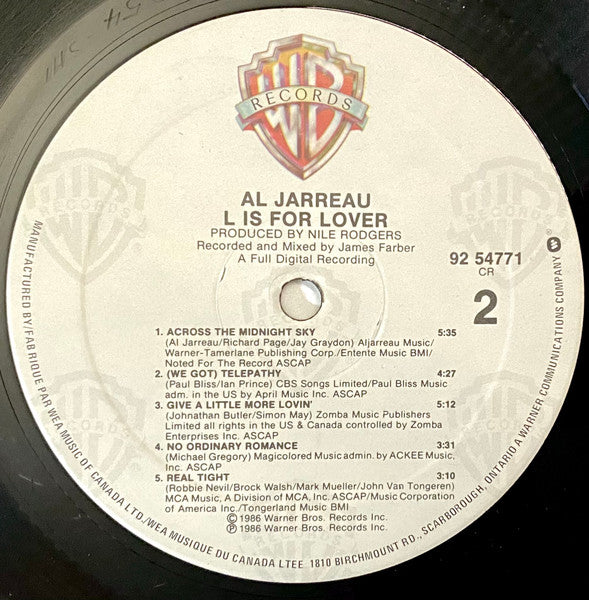 WB
RECORDS
AL JARREAU
L IS FOR LOVER
PRODUCED BY NILE RODGERS
Recorded and Mixed by James Farber
A Full Digital Recording
92 54771
CR
2
1. ACROSS THE MIDNIGHT SKY 5:35
(Al Jarreau/Richard Page/Jay Graydon) Aljarreau Music/
Warner-Tamerlane Publishing Corp./Entente Music BMI/
Noted For The Record ASCAP
2. (WE GOT) TELEPATHY 4:27
(Paul Bliss/Ian Prince) CBS Songs Limited/Paul Bliss Music
adm. in the US by April Music Inc. ASCAP
3. GIVE A LITTLE MORE LOVIN' 5:12
(Johnathan Butler/Simon May) Zomba Music Publishers
Limited all rights in the US & Canada controlled by Zomba
Enterprises Inc. ASCAP
4. NO ORDINARY ROMANCE 3:31
(Michael Gregory) Magicolored Music admin. by ACKEE Music,
Inc. ASCAP
5. REAL TIGHT 3:10
(Robbie Nevil/Brock Walsh/Mark Mueller/John Van Tongeren)
MCA Music, A Division of MCA, Inc. ASCAP/Music Corporation
of America Inc./Tongerland Music BMI
© 1986 Warner Bros. Records Inc.
℗ 1986 Warner Bros. Records Inc.
MANUFACTURED BY/FABRIQUE PAR WEA MUSIC OF CANADA LTD./WEA MUSIQUE DU CANADA LTEE 1810 BIRCHMOUNT RD., SCARBOROUGH, ONTARIO A WARNER COMMUNICATIONS COMPANY ®